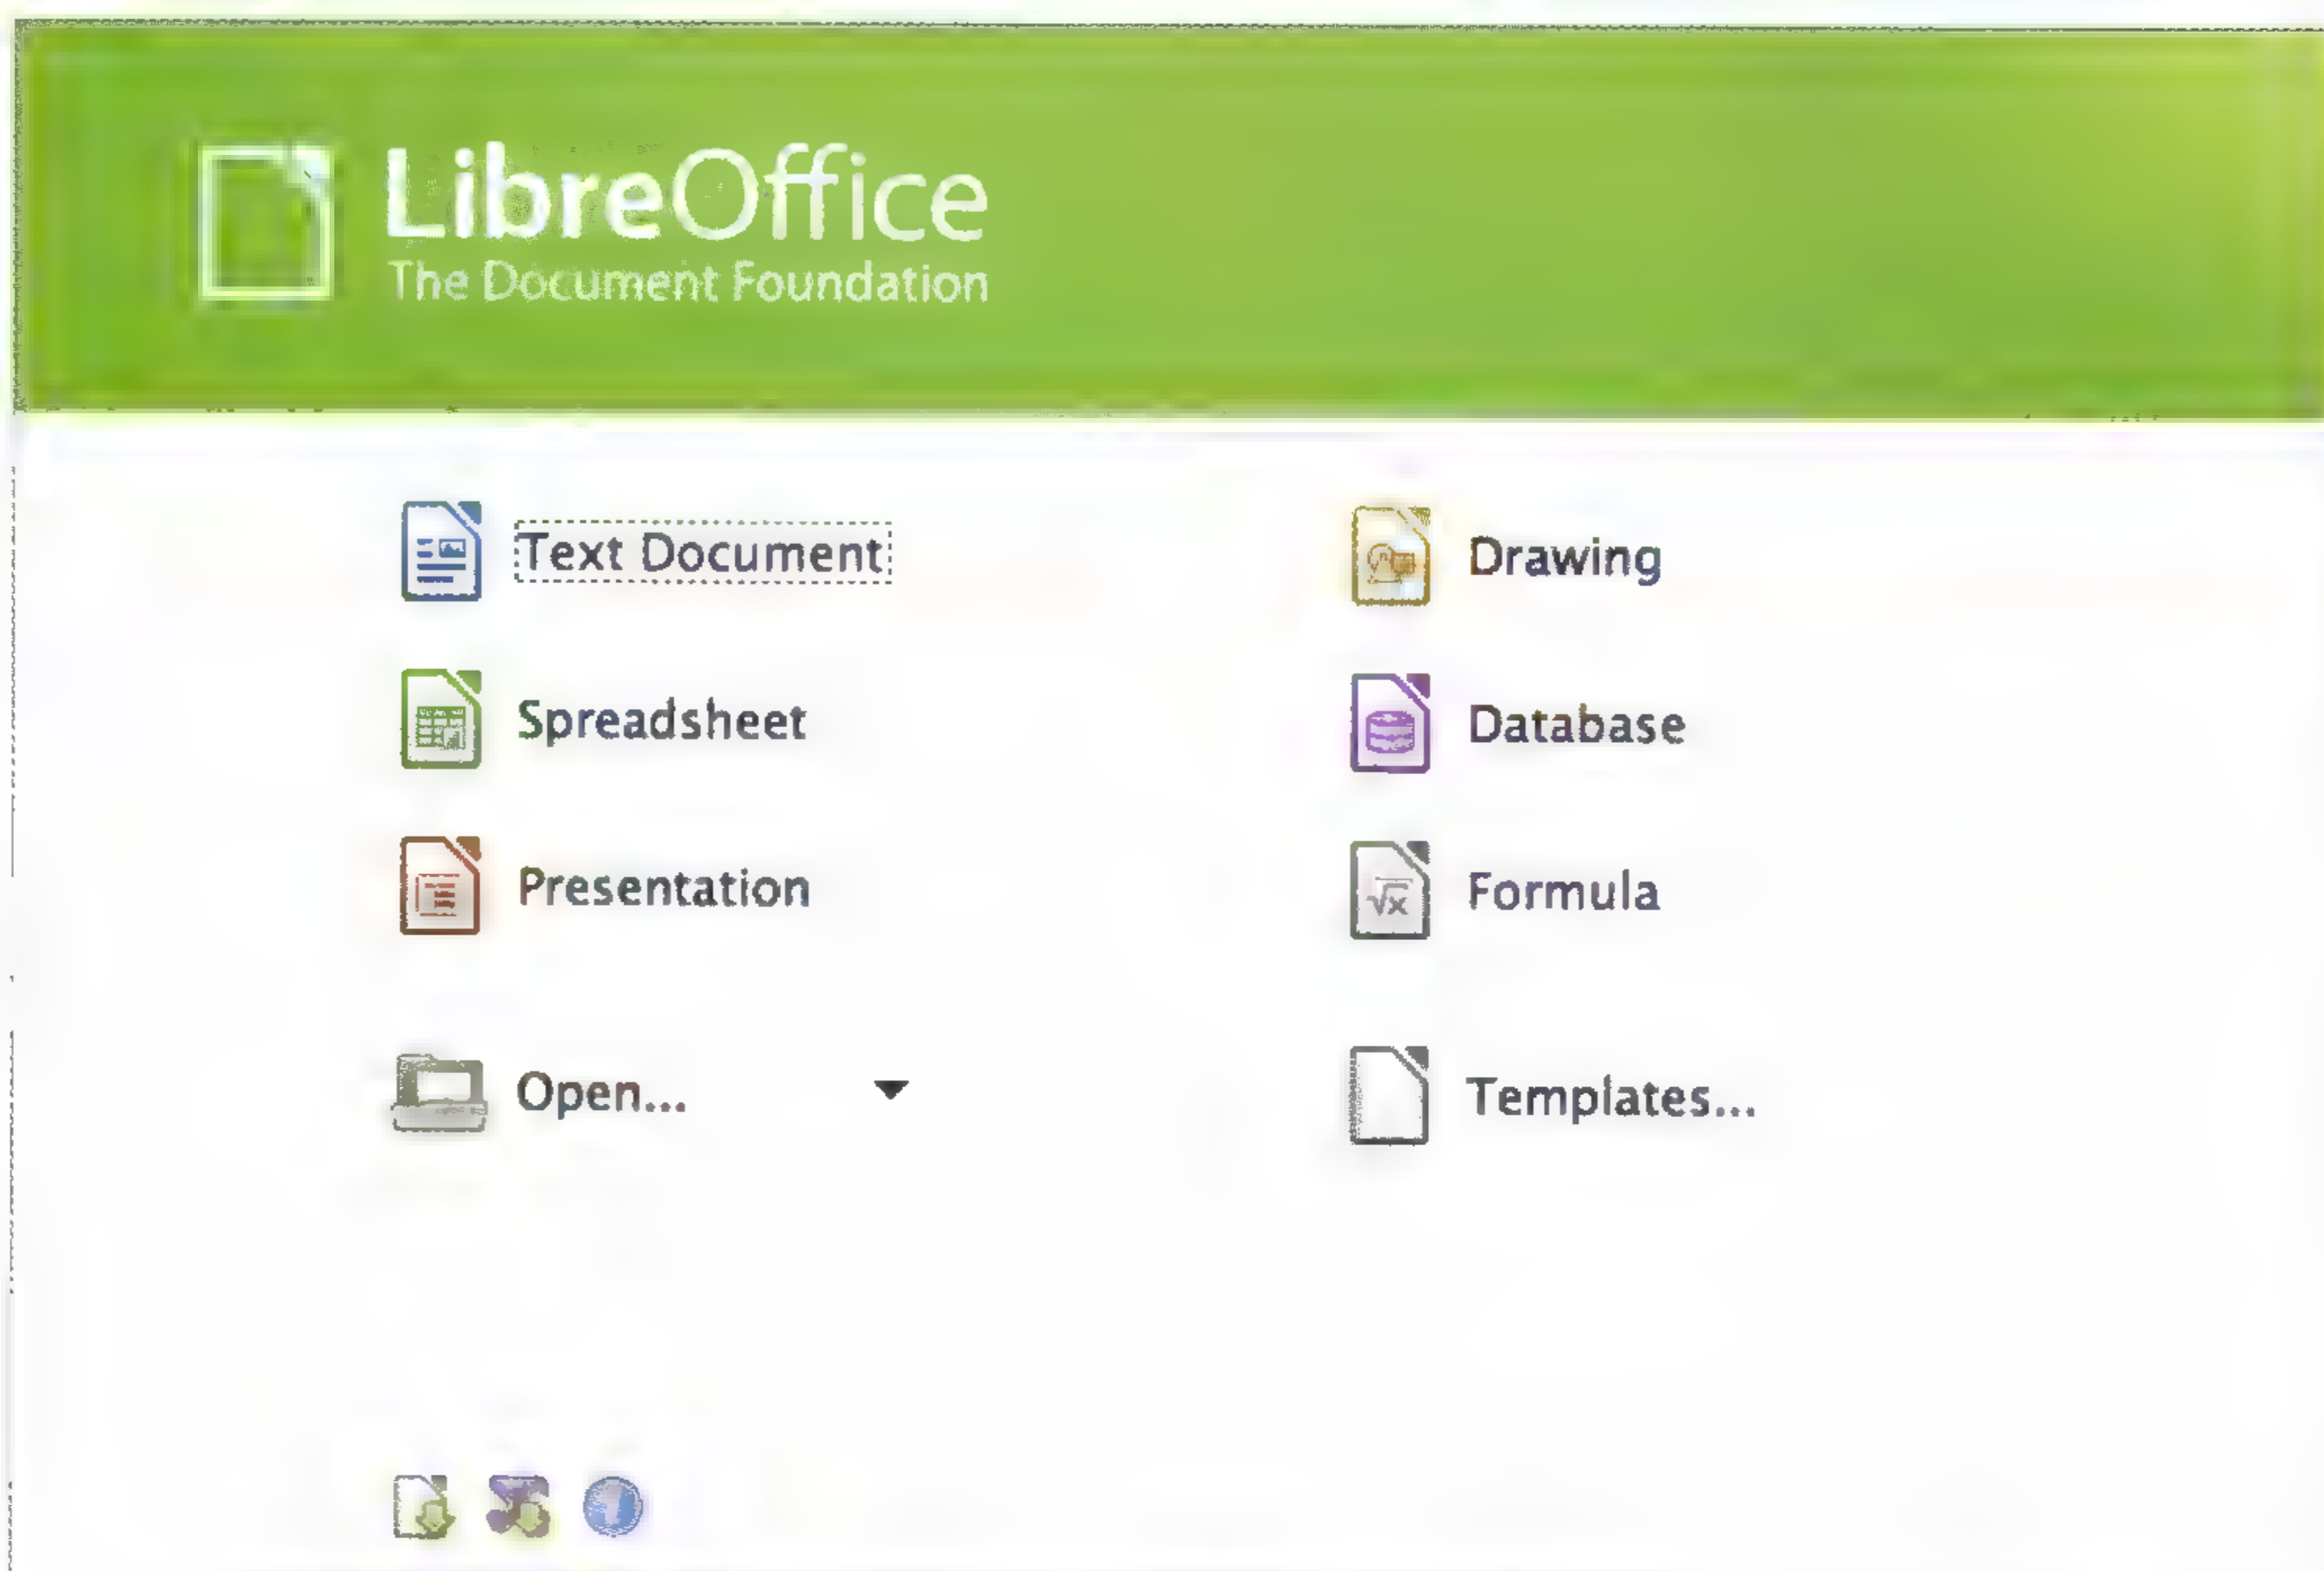 LibreOffice
The Document Foundation
Text Document
Drawing
Spreadsheet
Database
Presentation
Formula
Open...
Templates...